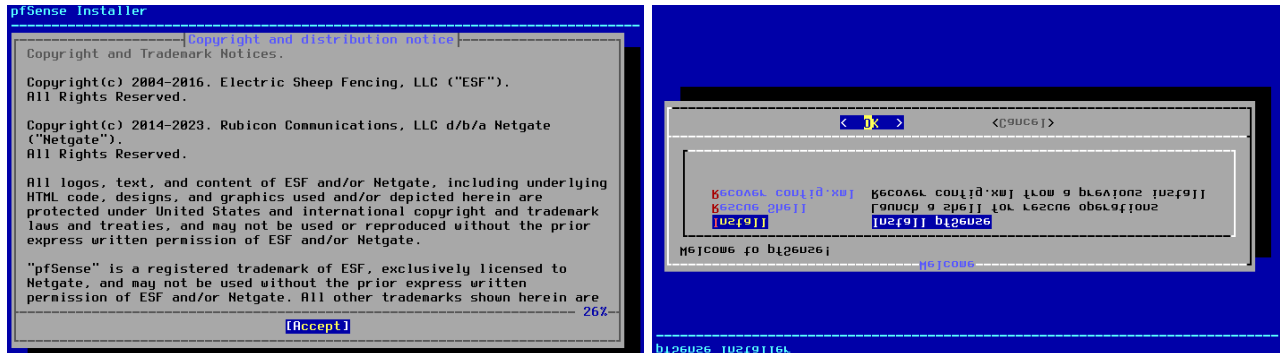 pfSense Installer
Copyright and distribution notice
Copyright and Trademark Notices.
Copyright(c) 2004-2016. Electric Sheep Fencing, LLC ("ESF").
All Rights Reserved.
Copyright(c) 2014-2023. Rubicon Communications, LLC d/b/a Netgate
("Netgate").
All Rights Reserved.
All logos, text, and content of ESF and/or Netgate, including underlying
HTML code, designs, and graphics used and/or depicted herein are
protected under United States and international copyright and trademark
laws and treaties, and may not be used or reproduced without the prior
express written permission of ESF and/or Netgate.
"pfSense" is a registered trademark of ESF, exclusively licensed to
Netgate, and may not be used without the prior express written
permission of ESF and/or Netgate. All other trademarks shown herein are
26%
[Accept]
pfSense Installer
Welcome
Welcome to pfSense!
Install Install pfSense
Rescue Shell Launch a shell for rescue operations
Recover config.xml Recover config.xml from a previous install
< OK > <Cancel>